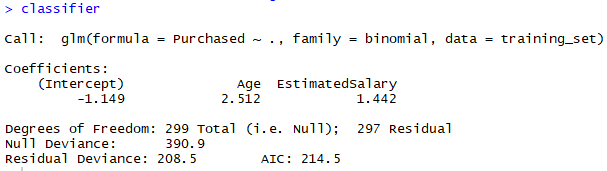 > classifier
Call:  glm(formula = Purchased ~ ., family = binomial, data = training_set)
Coefficients:
    (Intercept)              Age  EstimatedSalary
         -1.149            2.512            1.442
Degrees of Freedom: 299 Total (i.e. Null);  297 Residual
Null Deviance:      390.9
Residual Deviance: 208.5        AIC: 214.5